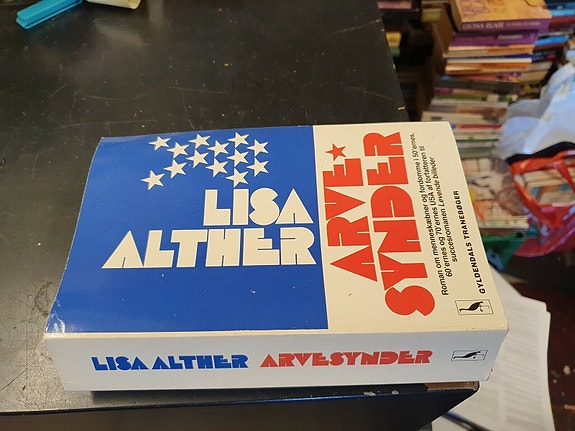 LISA
ALTHER
ARVE
SYNDER
Roman om menneskæbner og fordomme i 50'ernes,
60'ernes og 70'ernes USA af forfatteren til
succesromanen Levende billeder
GYLDENDALS TRANEBØGER
LISA ALTHER ARVESYNDER